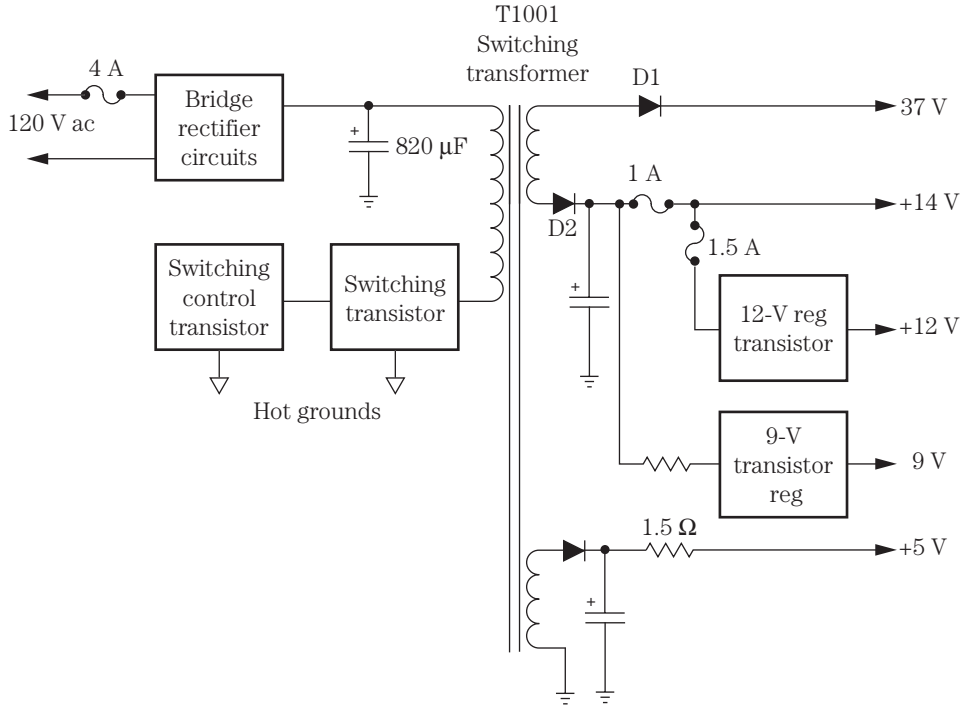 T1001
Switching
transformer
4 A
120 V ac
Bridge
rectifier
circuits
+
820 μF
D1
37 V
1 A
+14 V
D2
1.5 A
+
12-V reg
transistor
+12 V
Switching
control
transistor
Switching
transistor
Hot grounds
9-V
transistor
reg
9 V
1.5 Ω
+5 V
+